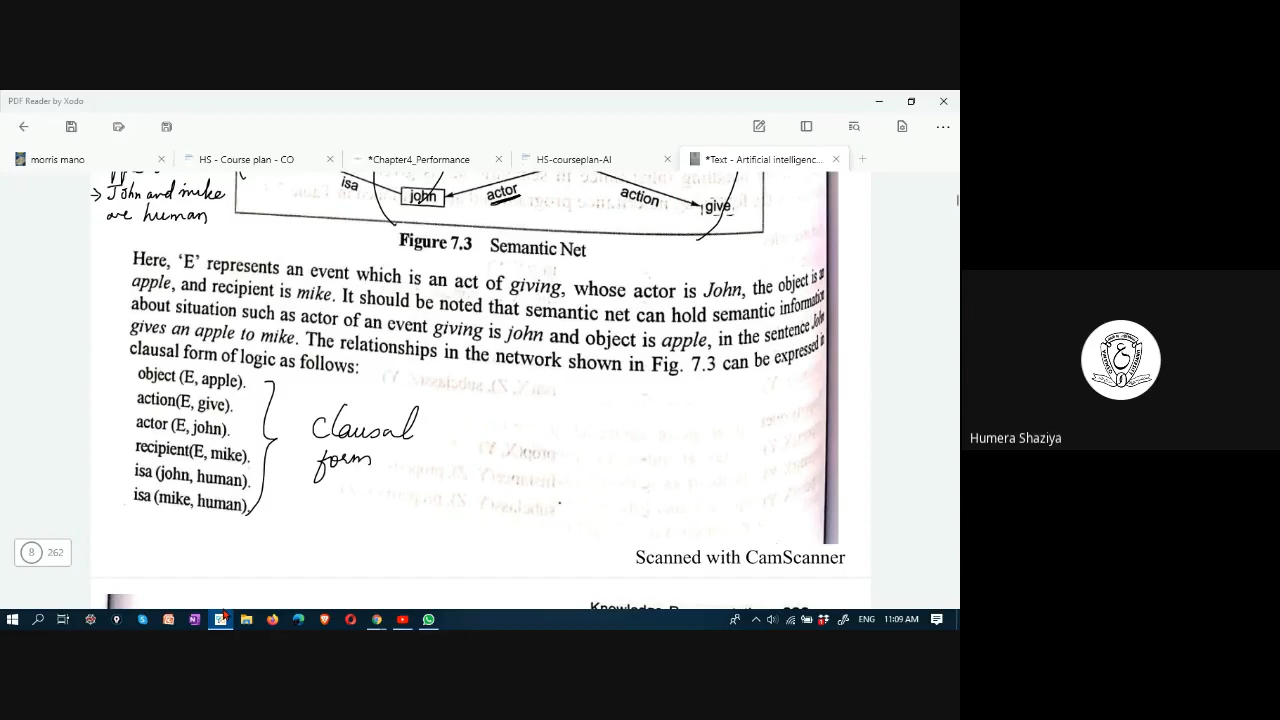 PDF Reader by Xodo
morris mano
HS - Course plan - CO
*Chapter4_Performance
HS-courseplan-AI
*Text - Artificial intelligenc...
→ John and mike
are human
isa
john
actor
action
give
Figure 7.3 Semantic Net
Here, 'E' represents an event which is an act of giving, whose actor is John, the object is an
apple, and recipient is mike. It should be noted that semantic net can hold semantic information
about situation such as actor of an event giving is john and object is apple, in the sentence John
gives an apple to mike. The relationships in the network shown in Fig. 7.3 can be expressed in
clausal form of logic as follows:
object (E, apple).
action(E, give).
actor (E, john).
recipient(E, mike).
isa (john, human).
isa (mike, human).
Clausal
form
8 262
Scanned with CamScanner
ENG
11:09 AM
Humera Shaziya